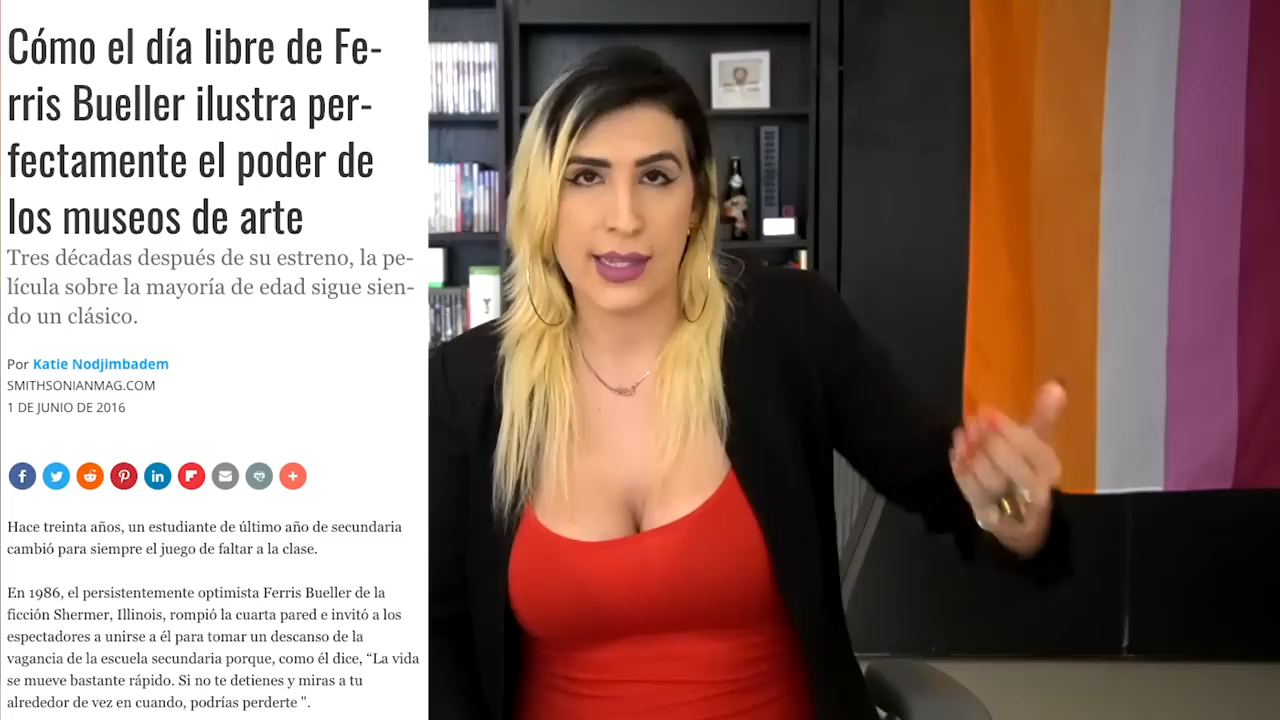 Cómo el día libre de Fe-
rris Bueller ilustra per-
fectamente el poder de
los museos de arte
Tres décadas después de su estreno, la pe-
lícula sobre la mayoría de edad sigue sien-
do un clásico.
Por Katie Nodjimbadem
SMITHSONIANMAG.COM
1 DE JUNIO DE 2016
Hace treinta años, un estudiante de último año de secundaria
cambió para siempre el juego de faltar a la clase.
En 1986, el persistentemente optimista Ferris Bueller de la
ficción Shermer, Illinois, rompió la cuarta pared e invitó a los
espectadores a unirse a él para tomar un descanso de la
vagancia de la escuela secundaria porque, como él dice, “La vida
se mueve bastante rápido. Si no te detienes y miras a tu
alrededor de vez en cuando, podrías perderte ".